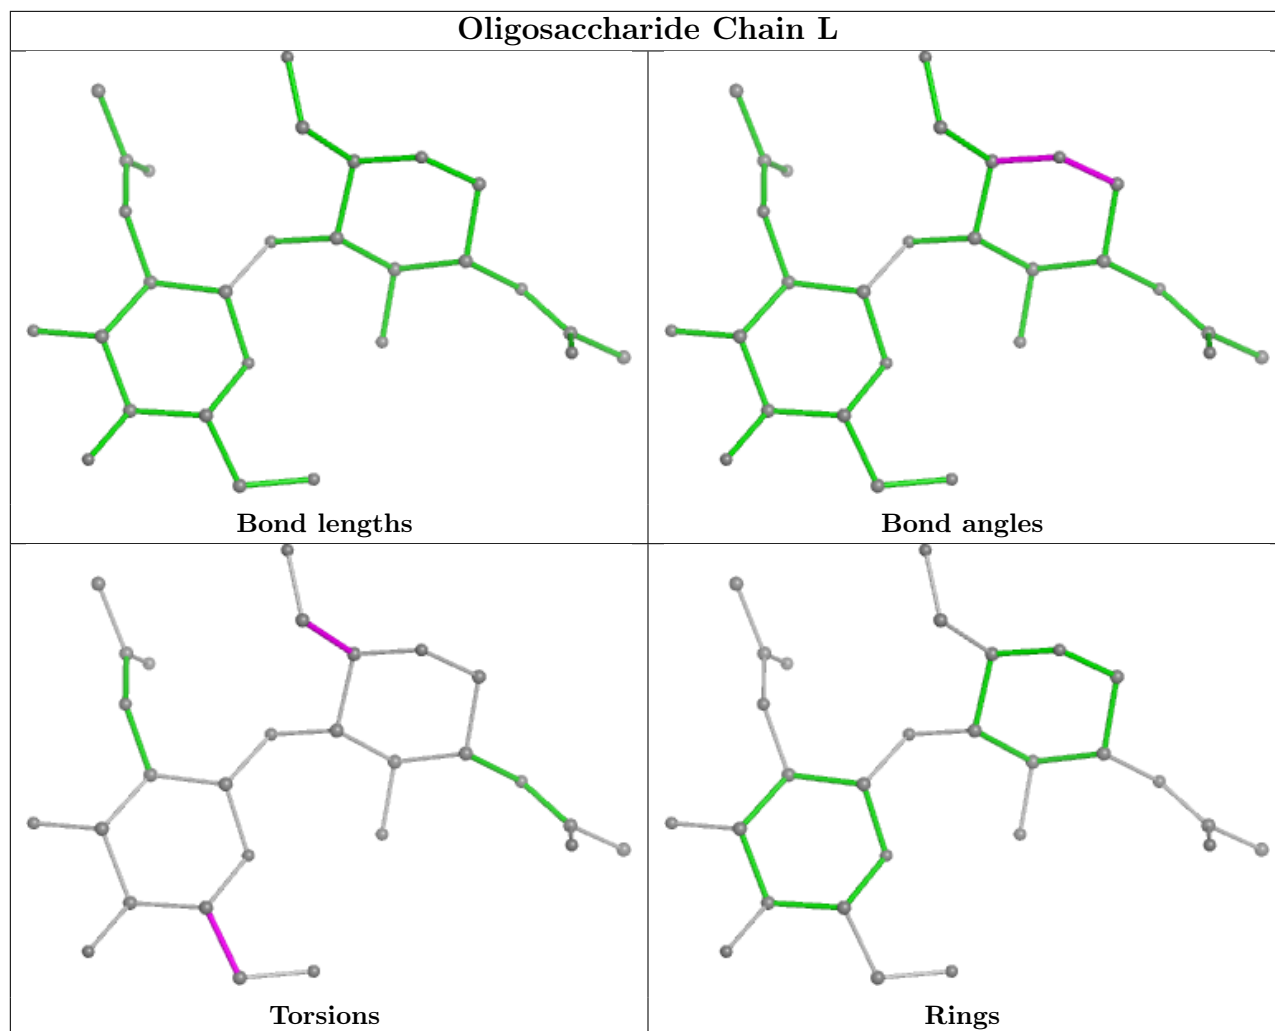 Oligosaccharide Chain L
Bond lengths
Bond angles
Torsions
Rings